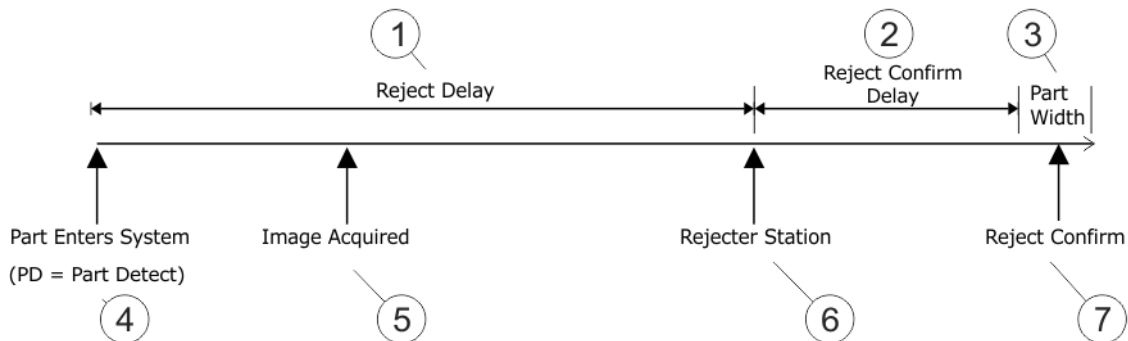 1
2
3
Reject Delay
Reject Confirm
Delay
Part
Width
Part Enters System
(PD = Part Detect)
Image Acquired
Rejecter Station
Reject Confirm
4
5
6
7